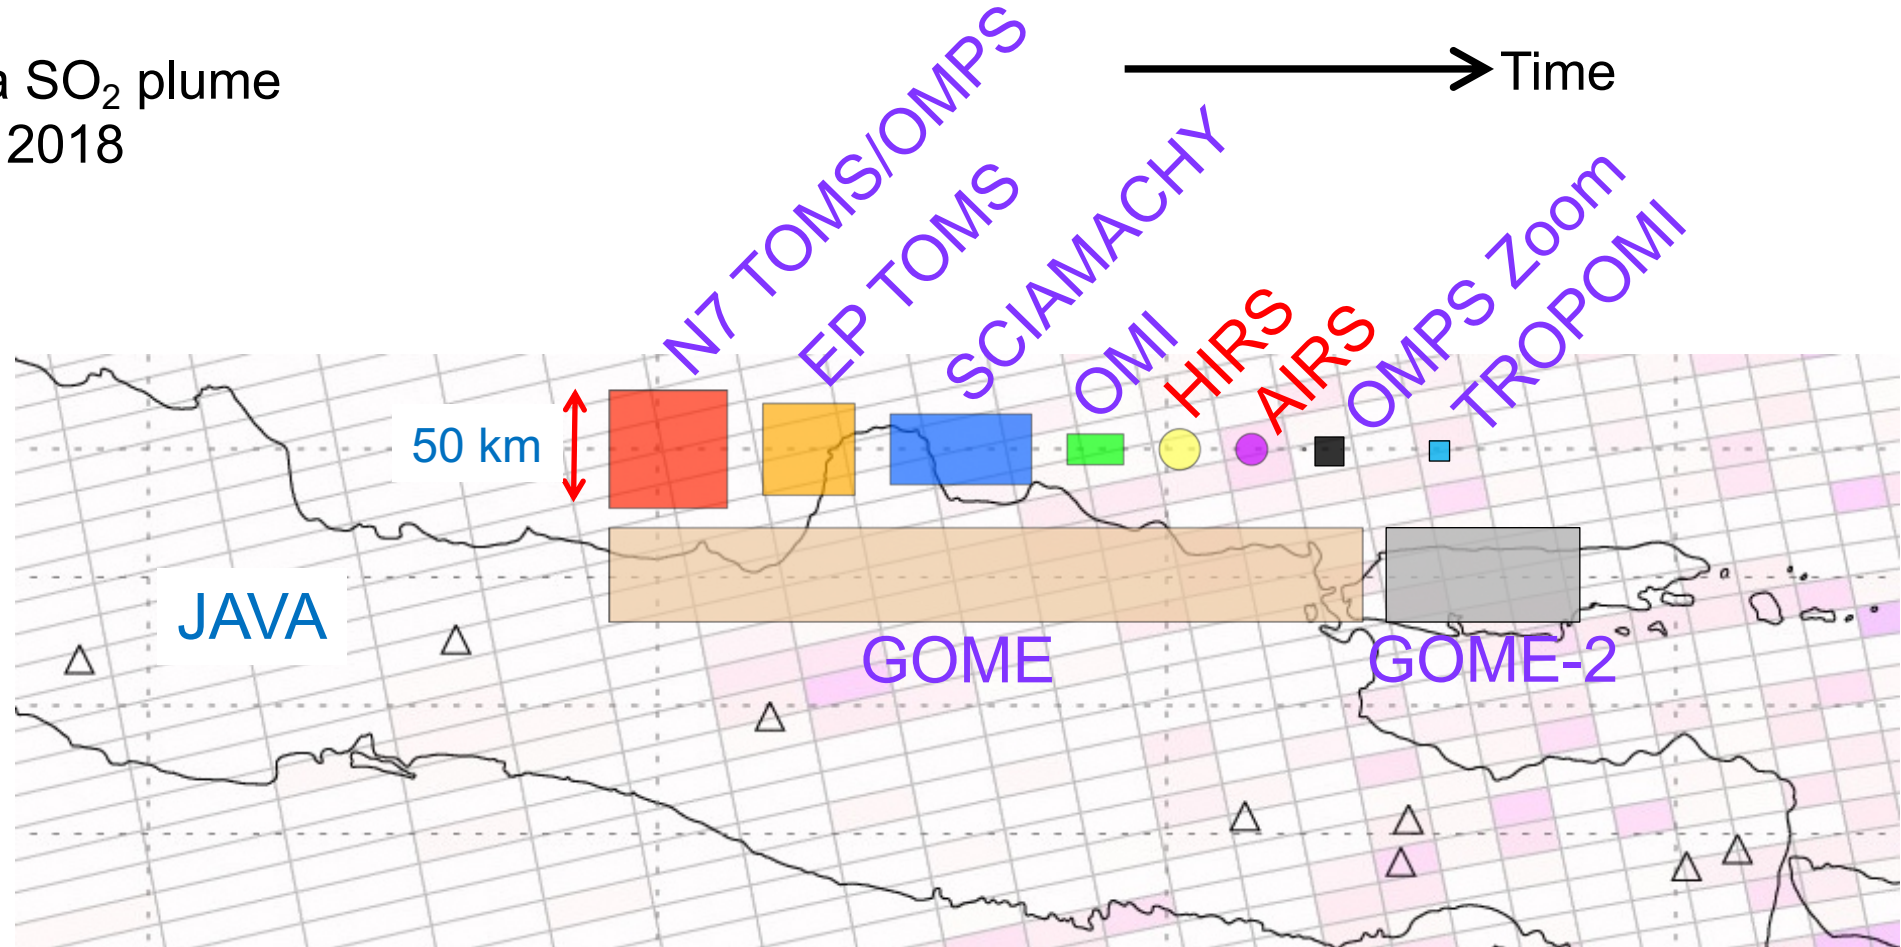 a SO₂ plume
2018
Time
N7 TOMS/OMPS
EP TOMS
SCIAMACHY
OMI
HIRS
AIRS
OMPS Zoom
TROPOMI
50 km
JAVA
GOME
GOME-2